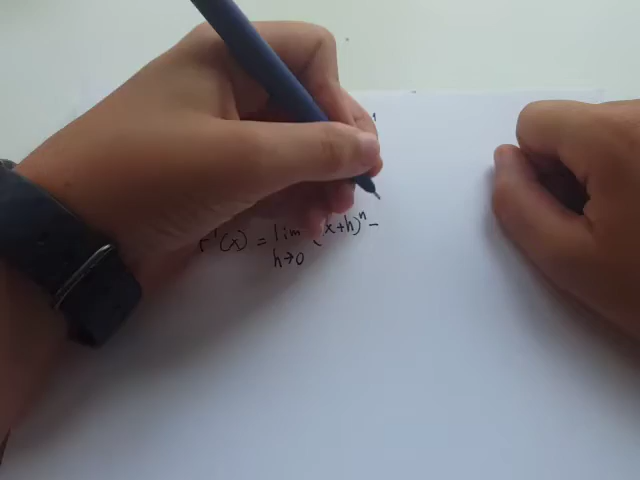 r'(x) = lim (x+h)^n -
h→0